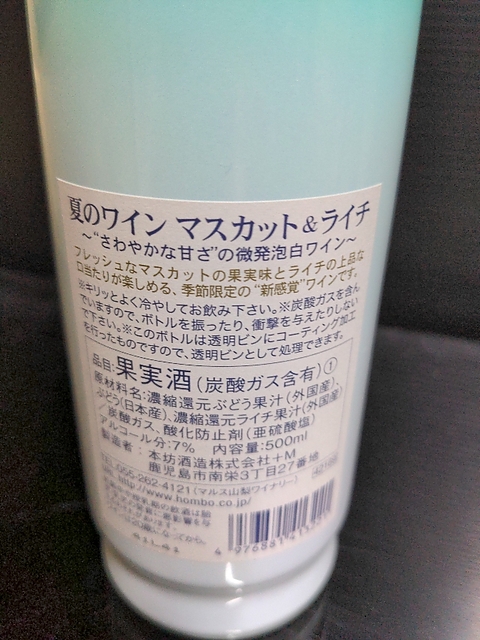 夏のワイン マスカット&ライチ
～“さわやかな甘さ”の微発泡白ワイン～
フレッシュなマスカットの果実味とライチの上品な
口当たりが楽しめる、季節限定の“新感覚”ワインです。
※キリッとよく冷やしてお飲み下さい。※炭酸ガスを含ん
でいますので、ボトルを振ったり、衝撃を与えたりしない
で下さい。※このボトルは透明ビンにコーティング加工
を行ったものですので、透明ビンとして処理できます。
品目:果実酒(炭酸ガス含有)①
原材料名:濃縮還元ぶどう果汁(外国産)、
ぶどう(日本産)、濃縮還元ライチ果汁(外国産)
/炭酸ガス、酸化防止剤(亜硫酸塩)
アルコール分:7% 内容量:500ml
製造者:本坊酒造株式会社+M
鹿児島市南栄3丁目27番地
TEL:055-262-4121(マルス山梨ワイナリー)
http://www.hombo.co.jp/
4 976881